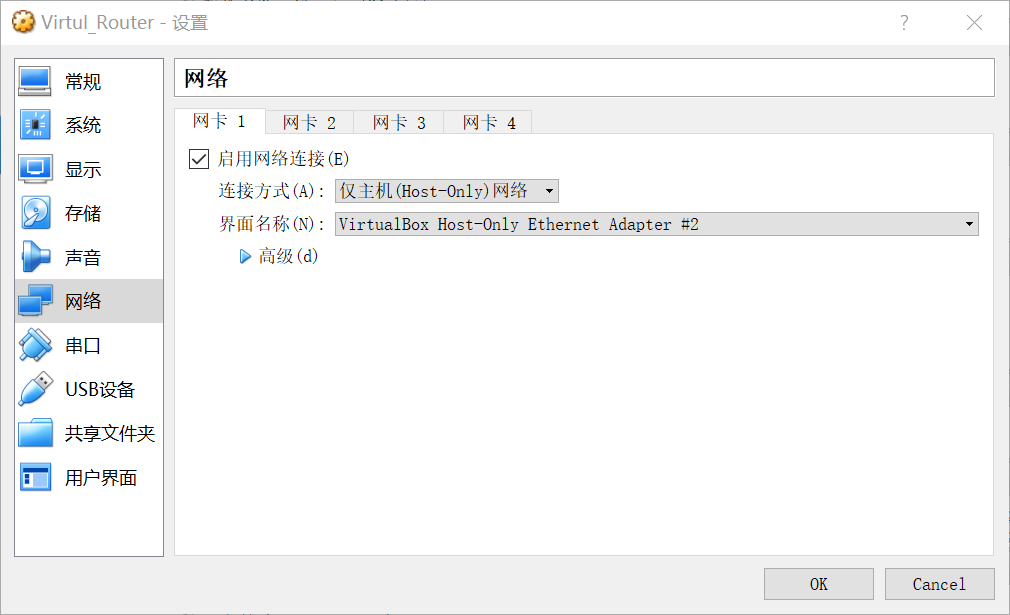 Virtul_Router - 设置
?
常规
系统
显示
存储
声音
网络
串口
USB设备
共享文件夹
用户界面
网络
网卡 1 网卡 2 网卡 3 网卡 4
启用网络连接(E)
连接方式(A): 仅主机(Host-Only)网络
界面名称(N): VirtualBox Host-Only Ethernet Adapter #2
高级(d)
OK Cancel